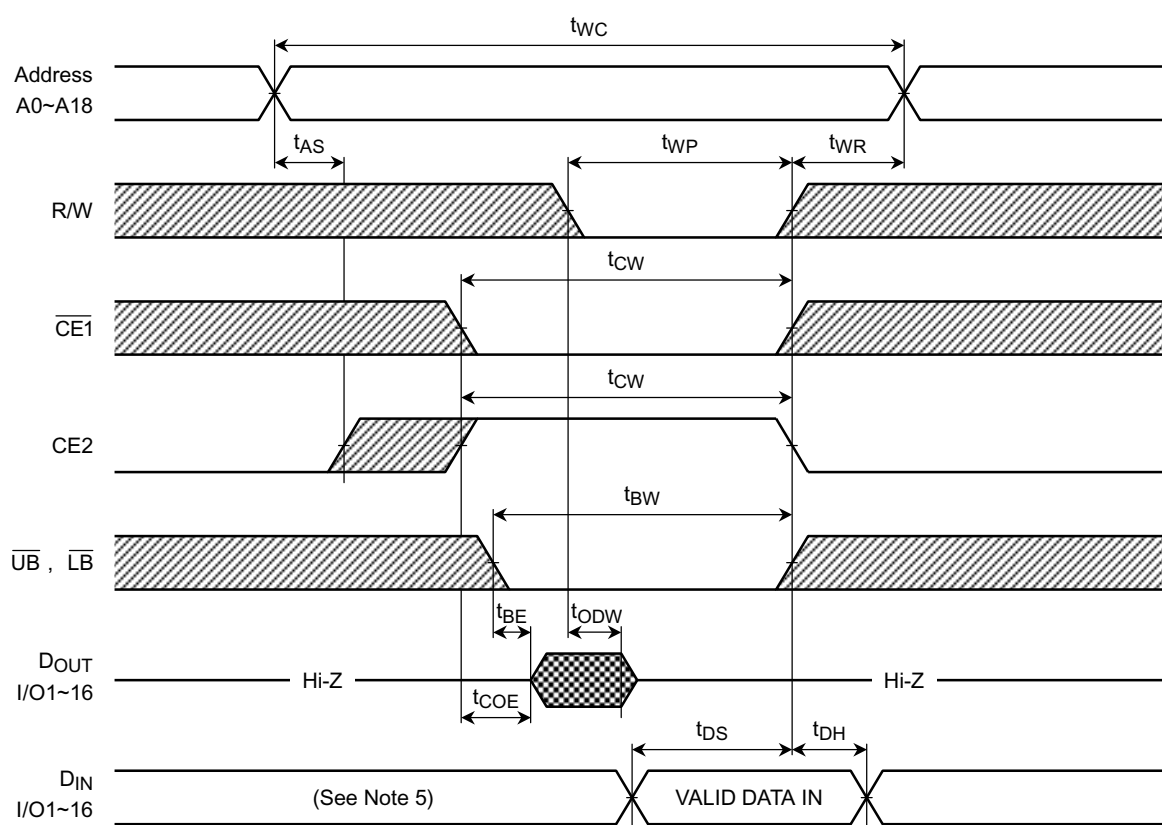 tWC
Address
A0~A18
tAS
tWP
tWR
R/W
tCW
CE1
tCW
CE2
tBW
UB , LB
tBE
tODW
DOUT
I/O1~16
Hi-Z
Hi-Z
tCOE
tDS
tDH
DIN
I/O1~16
(See Note 5)
VALID DATA IN